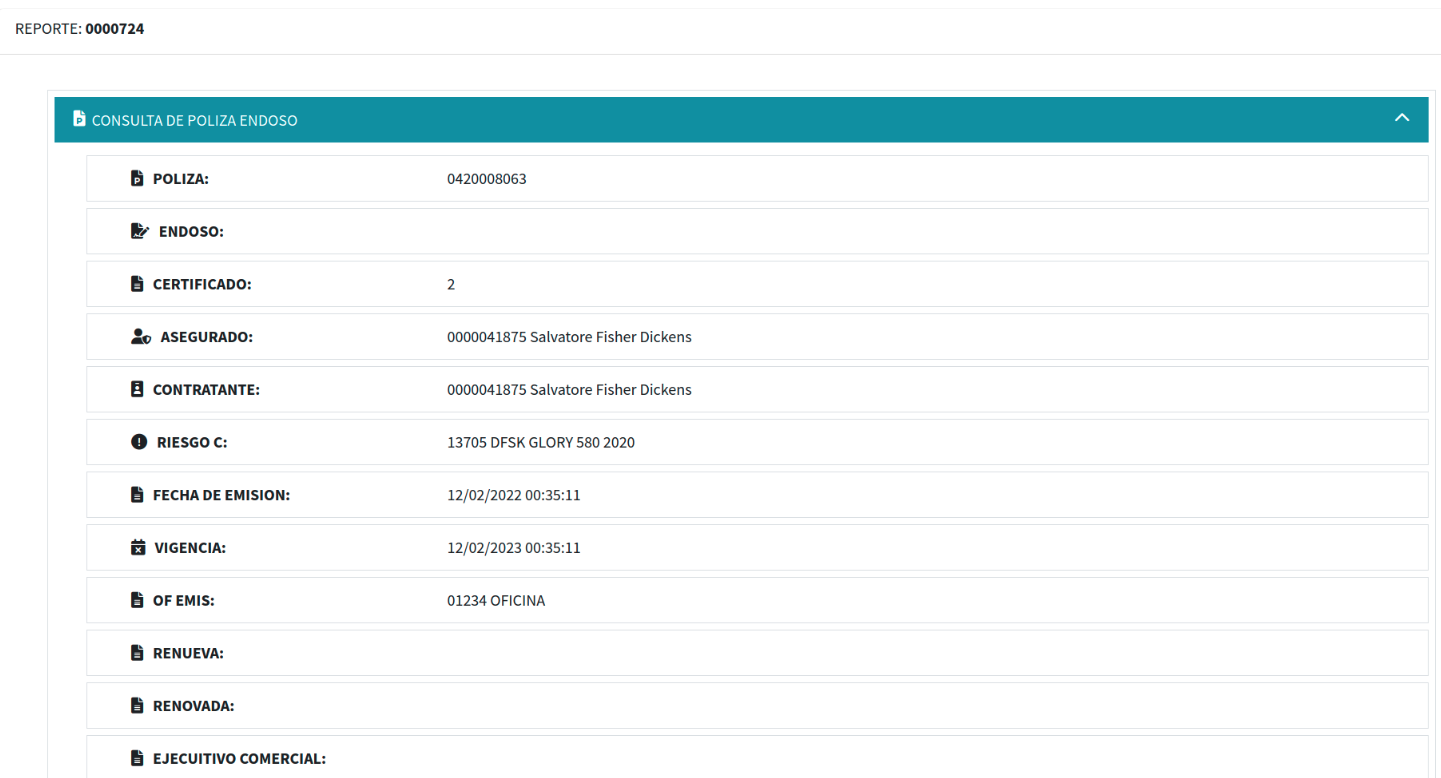 REPORTE: 0000724
CONSULTA DE POLIZA ENDOSO
POLIZA: 0420008063
ENDOSO:
CERTIFICADO: 2
ASEGURADO: 0000041875 Salvatore Fisher Dickens
CONTRATANTE: 0000041875 Salvatore Fisher Dickens
RIESGO C: 13705 DFSK GLORY 580 2020
FECHA DE EMISION: 12/02/2022 00:35:11
VIGENCIA: 12/02/2023 00:35:11
OF EMIS: 01234 OFICINA
RENUEVA:
RENOVADA:
EJECUITIVO COMERCIAL: